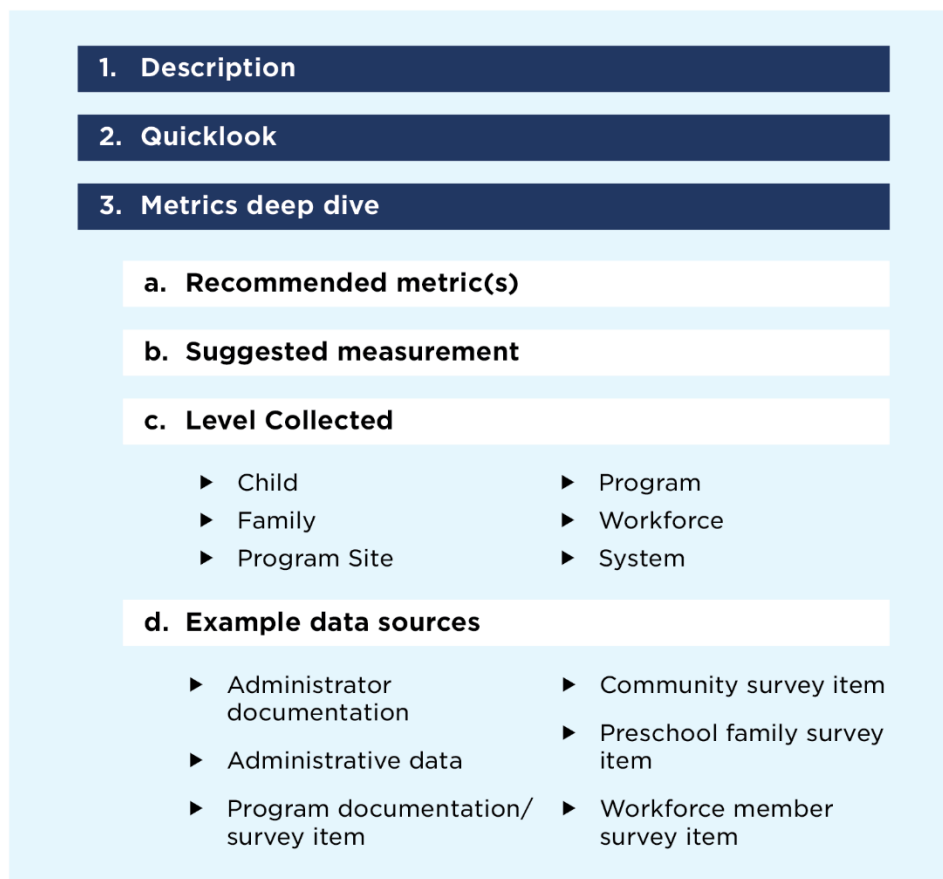 1. Description
2. Quicklook
3. Metrics deep dive
a. Recommended metric(s)
b. Suggested measurement
c. Level Collected
▶ Child
▶ Family
▶ Program Site
▶ Program
▶ Workforce
▶ System
d. Example data sources
▶ Administrator
documentation
▶ Administrative data
▶ Program documentation/
survey item
▶ Community survey item
▶ Preschool family survey
item
▶ Workforce member
survey item